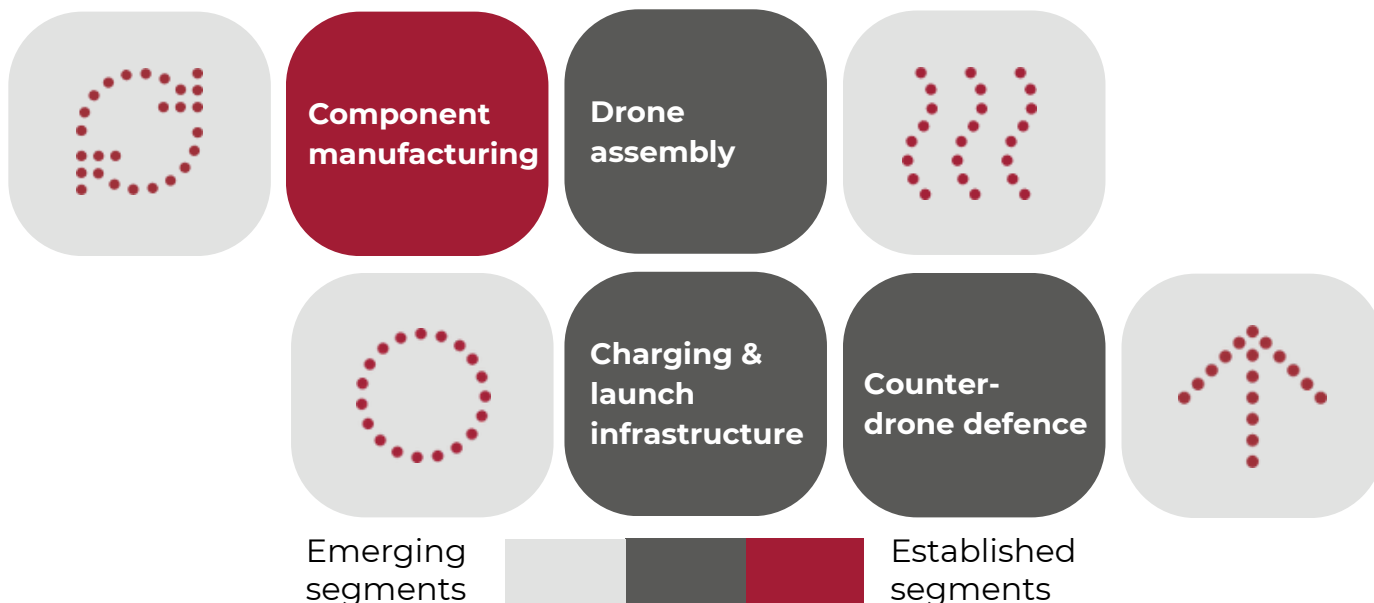 Component
manufacturing
Drone
assembly
Charging &
launch
infrastructure
Counter-
drone defence
Emerging
segments
Established
segments